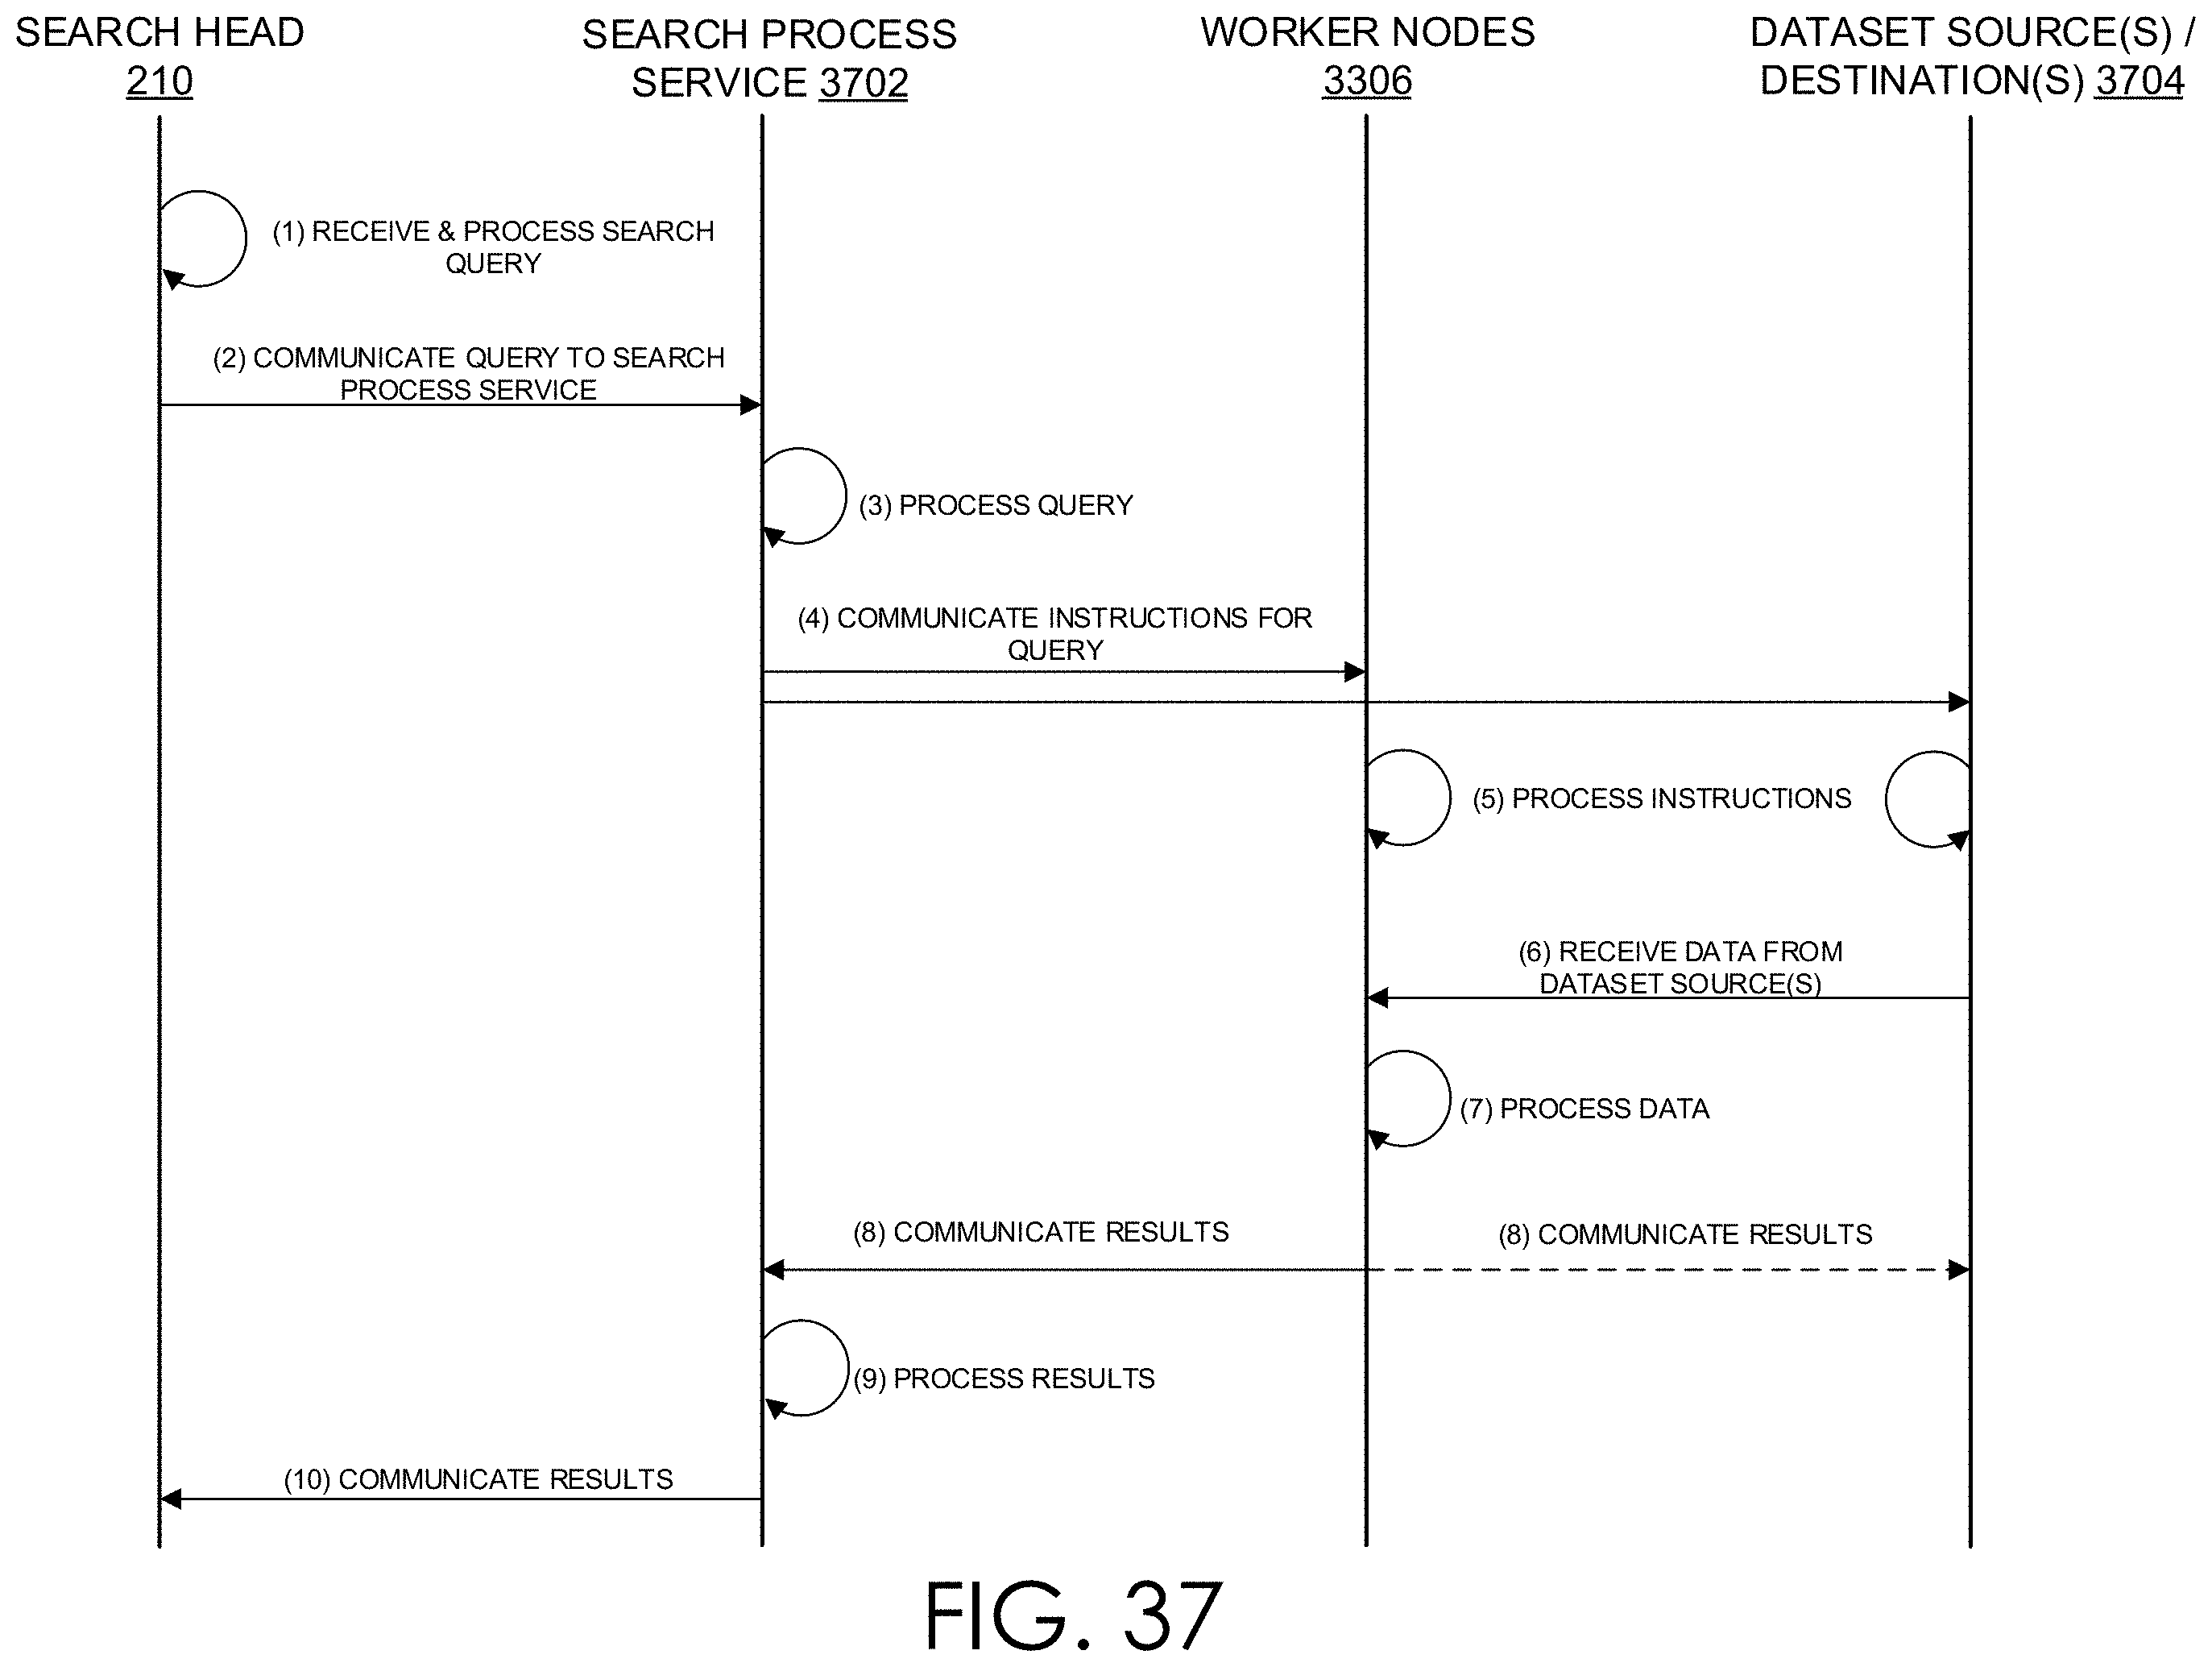 SEARCH HEAD
210
SEARCH PROCESS
SERVICE 3702
WORKER NODES
3306
DATASET SOURCE(S) /
DESTINATION(S) 3704
(1) RECEIVE & PROCESS SEARCH
QUERY
(2) COMMUNICATE QUERY TO SEARCH
PROCESS SERVICE
(3) PROCESS QUERY
(4) COMMUNICATE INSTRUCTIONS FOR
QUERY
(5) PROCESS INSTRUCTIONS
(6) RECEIVE DATA FROM
DATASET SOURCE(S)
(7) PROCESS DATA
(8) COMMUNICATE RESULTS
(8) COMMUNICATE RESULTS
(9) PROCESS RESULTS
(10) COMMUNICATE RESULTS
FIG. 37